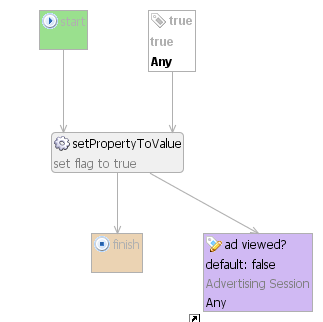 start
true
true
Any
setPropertyToValue
set flag to true
finish
ad viewed?
default: false
Advertising Session
Any